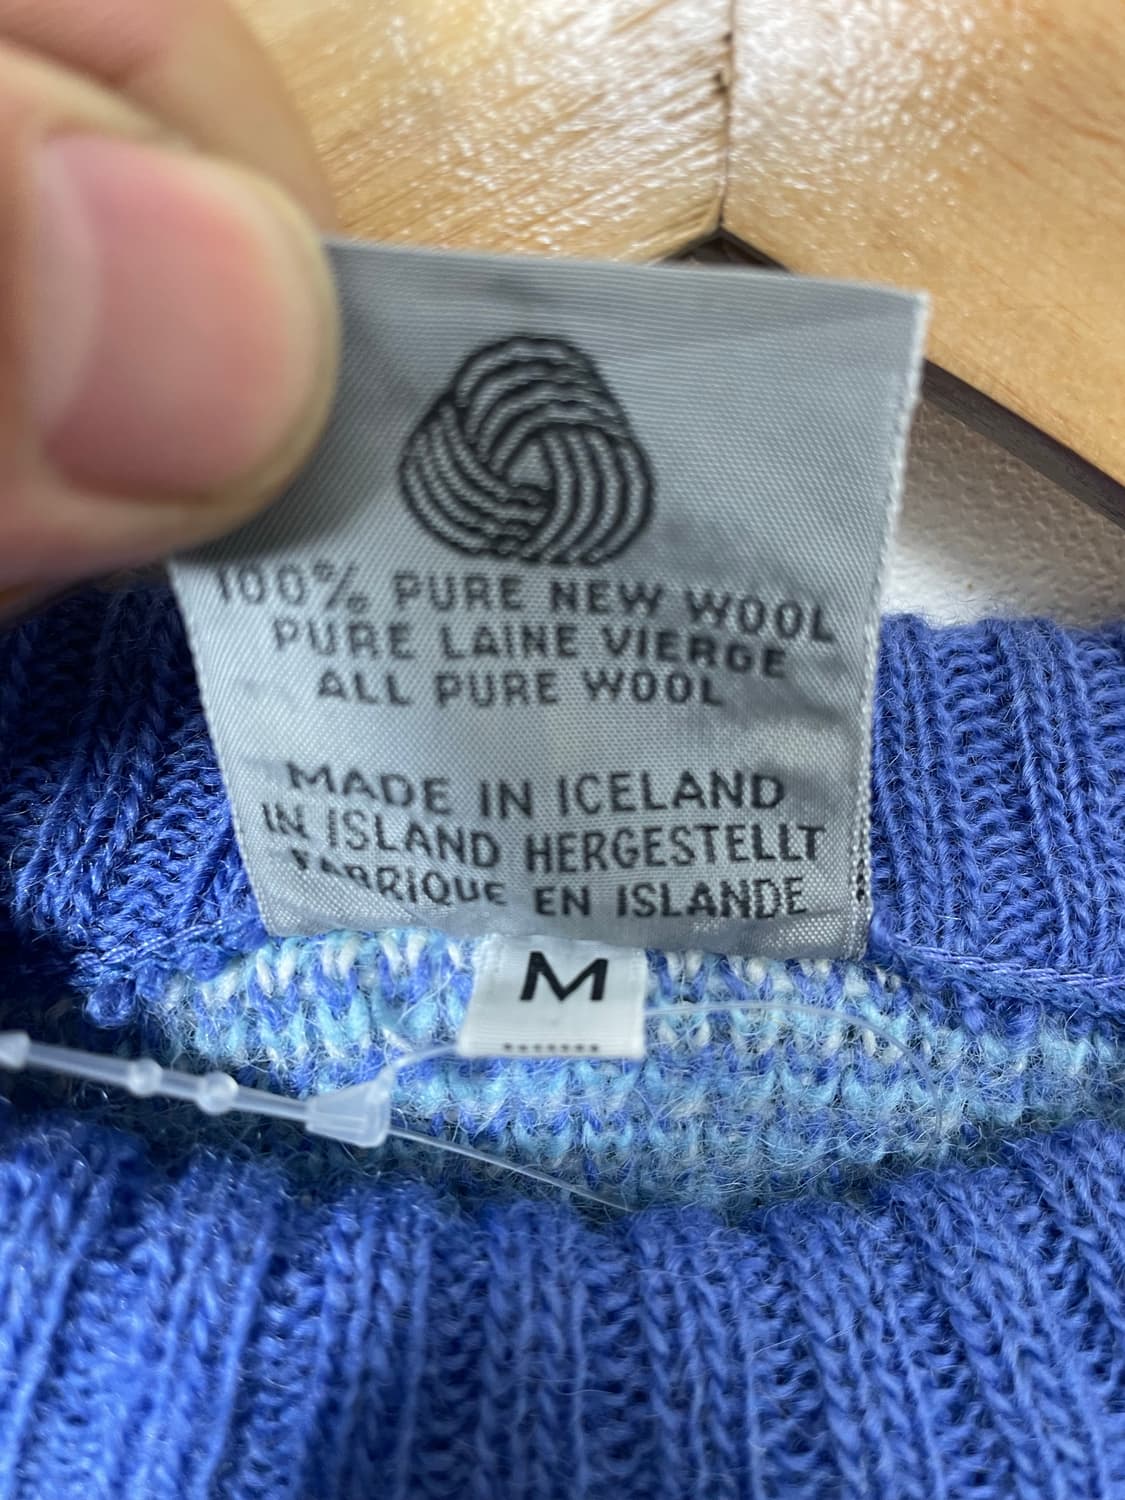 100% PURE NEW WOOL
PURE LAINE VIERGE
ALL PURE WOOL
MADE IN ICELAND
IN ISLAND HERGESTELLT
FABRIQUE EN ISLANDE
M